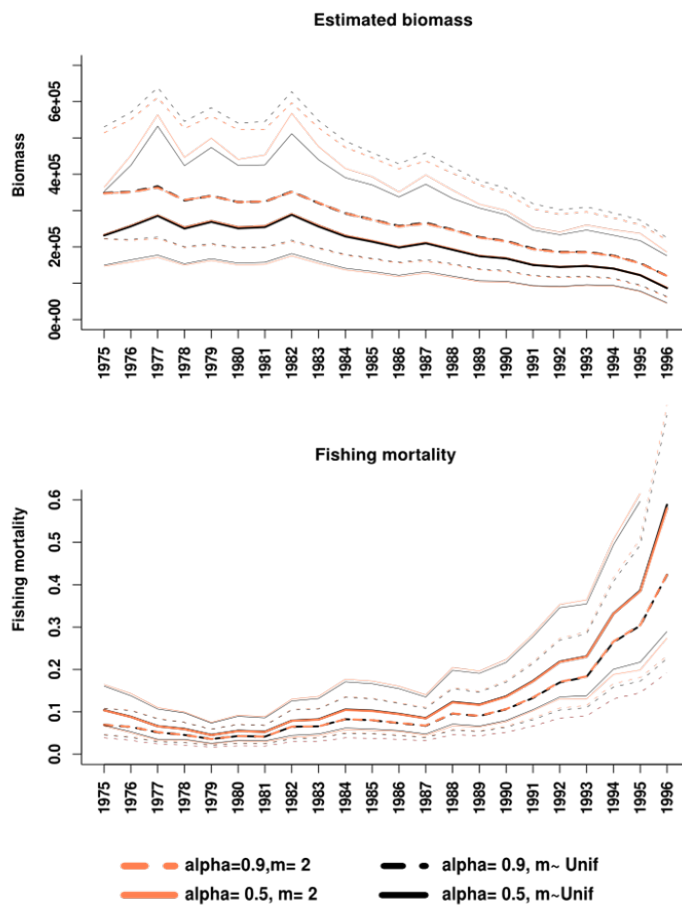 Estimated biomass
Biomass
6e+05
4e+05
2e+05
0e+00
1975 1976 1977 1978 1979 1980 1981 1982 1983 1984 1985 1986 1987 1988 1989 1990 1991 1992 1993 1994 1995 1996
Fishing mortality
Fishing mortality
0.6
0.5
0.4
0.3
0.2
0.1
0.0
1975 1976 1977 1978 1979 1980 1981 1982 1983 1984 1985 1986 1987 1988 1989 1990 1991 1992 1993 1994 1995 1996
alpha=0.9,m= 2 alpha= 0.9, m~ Unif
alpha= 0.5, m= 2 alpha= 0.5, m~Unif